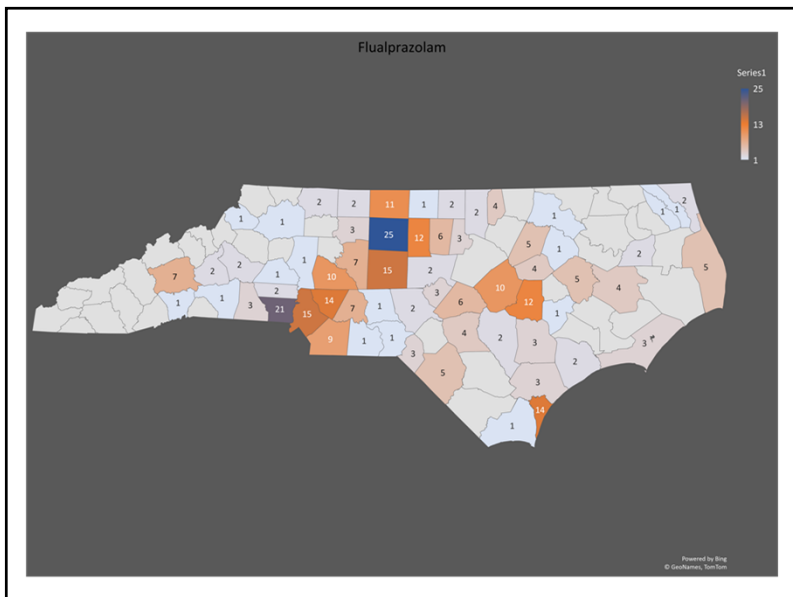 Flualprazolam
Series1
25
13
1
2 2 11 1 2 2 4 1 1 1 2
1 1 3 25 12 6 3 5 1 2 5
7 2 2 1 1 10 7 15 2 4 5 4
1 1 3 2 21 15 14 7 1 2 3 6 10 12 1
9 1 1 3 4 2 3 2 3
5 3
14
1
Powered by Bing
© GeoNames, TomTom